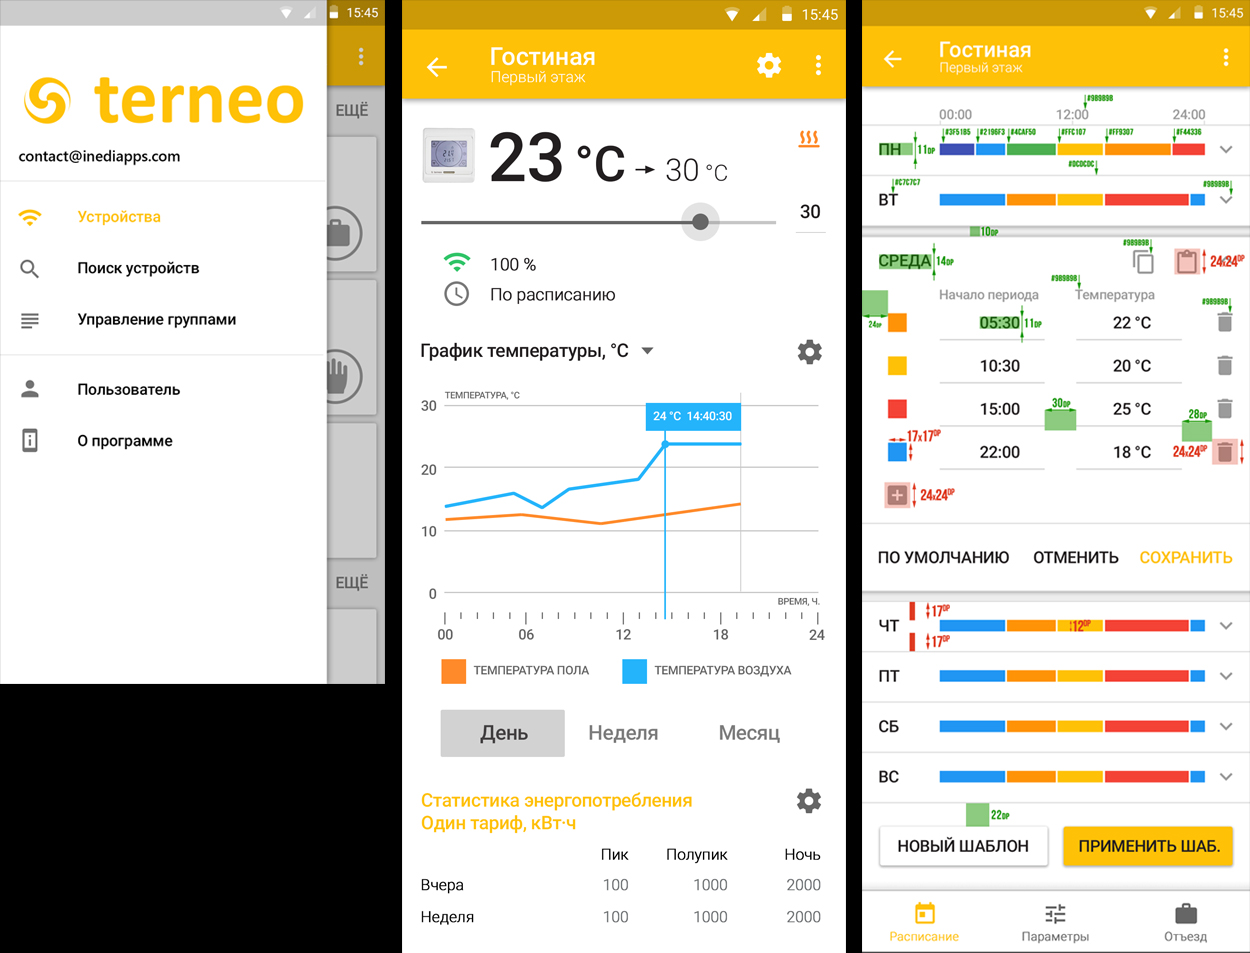 15:45
terneo
ЕЩЁ
contact@inediapps.com
Устройства
Поиск устройств
Управление группами
Пользователь
О программе
ЕЩЁ
15:45
Гостиная
Первый этаж
23 °C → 30 °C
30
100 %
По расписанию
График температуры, °C
ТЕМПЕРАТУРА, °C
30
24 °C 14:40:30
20
10
0
ВРЕМЯ, Ч.
00 06 12 18 24
ТЕМПЕРАТУРА ПОЛА ТЕМПЕРАТУРА ВОЗДУХА
День Неделя Месяц
Статистика энергопотребления
Один тариф, кВт·ч
Пик Полупик Ночь
Вчера 100 1000 2000
Неделя 100 1000 2000
15:45
Гостиная
Первый этаж
#989898
00:00 12:00 24:00
#3F51B5 #2196F3 #4CAF50 #FFC107 #FF9307 #F44336
ПН 11DP
#DCDCDC
#C7C7C7 #989898
ВТ
10DP
#989898
СРЕДА 14DP 24x24DP
#989898
Начало периода Температура
#989898
24DP 05:30 11DP 22 °C
10:30 20 °C
30DP
15:00 25 °C
28DP
17x17DP
22:00 18 °C 24x24DP
24x24DP
ПО УМОЛЧАНИЮ ОТМЕНИТЬ СОХРАНИТЬ
17DP
ЧТ 12DP
17DP
ПТ
СБ
ВС
22DP
НОВЫЙ ШАБЛОН ПРИМЕНИТЬ ШАБ.
Расписание Параметры Отъезд